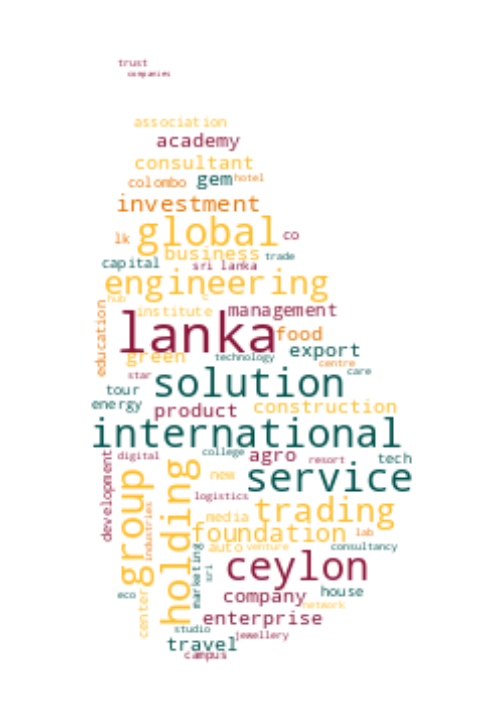 trust
companies
association
academy
consultant
colombo gem hotel
investment
lk global co
business trade
capital sri lanka
engineering
hub c
institute management
education
lanka food
green technology export
centre
star solution care
tour
energy product construction
international
development
digital college agro resort tech
group holding new service
logistics
industries
media trading
foundation lab
auto venture consultancy
marketing sri ceylon
eco center company house
network
enterprise
studio jewellery
travel
campus